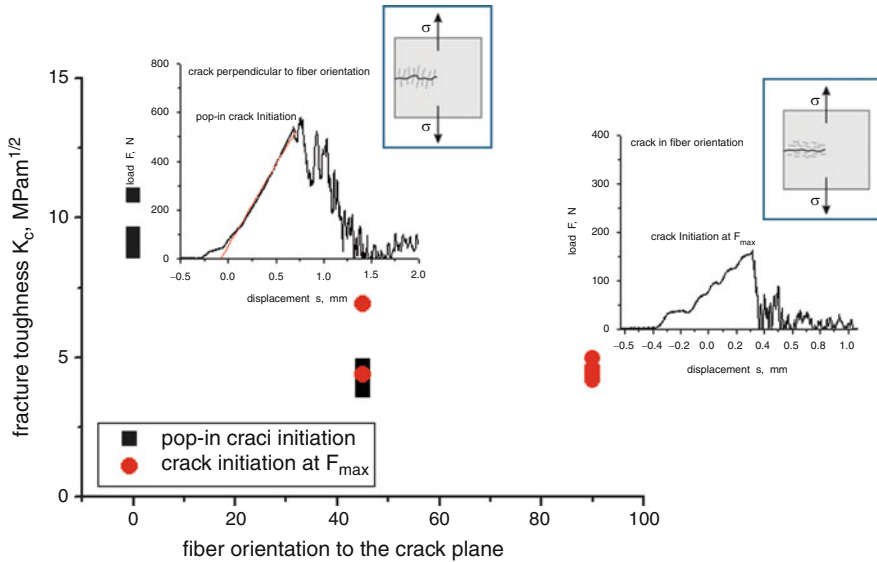 fracture toughness K_c, MPam^1/2
15
10
5
0
0
20
40
60
80
100
fiber orientation to the crack plane
pop-in craci initiation
crack initiation at F_max
load F, N
800
600
400
200
0
crack perpendicular to fiber orientation
pop-in crack Initiation
−0.5
0.0
0.5
1.0
1.5
2.0
displacement s, mm
σ
σ
load F, N
400
300
200
100
0
crack in fiber orientation
crack Initiation at F_max
−0.5
−0.4
−0.2
0.0
0.2
0.4
0.6
0.8
1.0
displacement s, mm
σ
σ